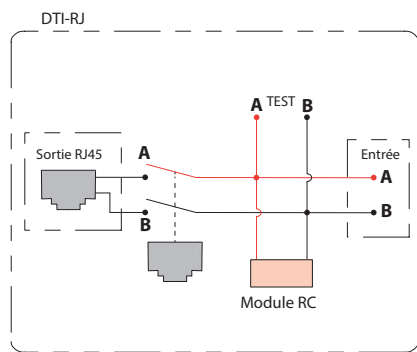 DTI-RJ
A TEST B
Sortie RJ45
A
Entrée
A
B
B
Module RC